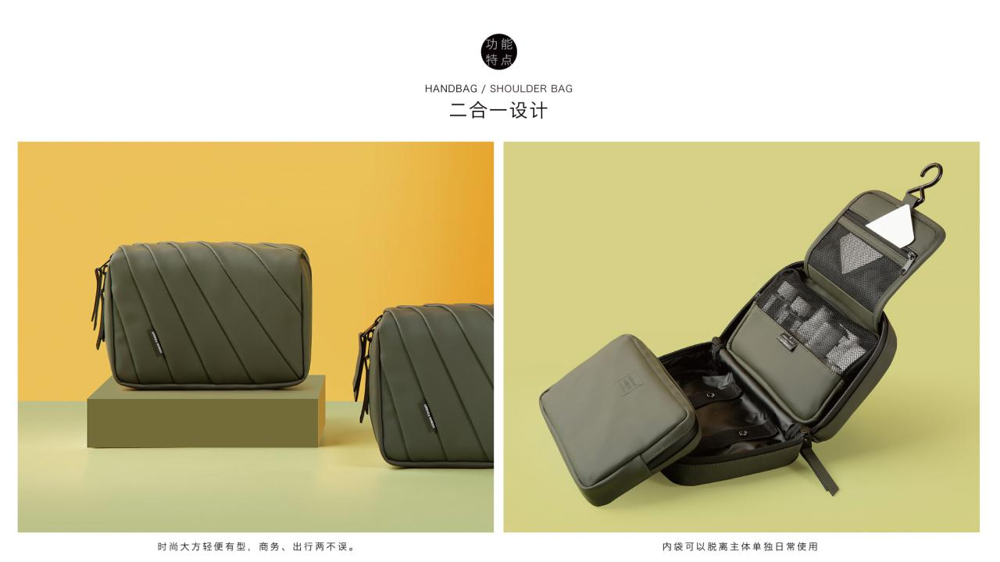 功能
特点
HANDBAG / SHOULDER BAG
二合一设计
时尚大方轻便有型，商务、出行两不误。
内袋可以脱离主体单独日常使用